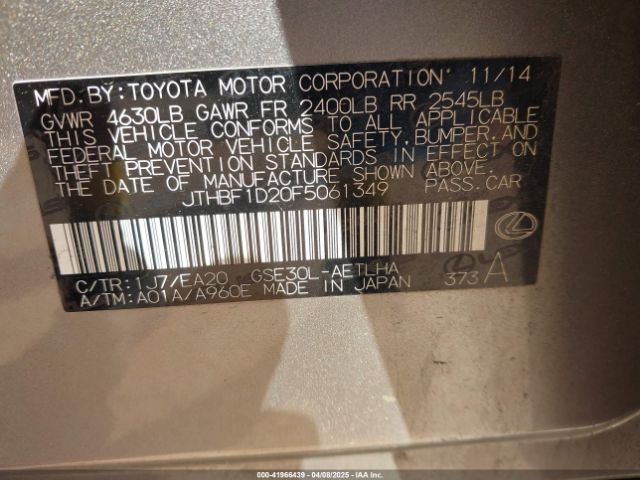 MFD.BY:TOYOTA MOTOR CORPORATION 11/14
GVWR 4630LB GAWR FR 2400LB RR 2545LB
THIS VEHICLE CONFORMS TO ALL APPLICABLE
FEDERAL MOTOR VEHICLE SAFETY,BUMPER,AND
THEFT PREVENTION STANDARDS IN EFFECT ON
THE DATE OF MANUFACTURE SHOWN ABOVE.
JTHBF1D20F5061349 PASS.CAR
C/TR:1J7/EA20 GSE30L-AETLHA
A/TM:A01A/A960E MADE IN JAPAN 373A
000-41966439 04/08/2025 IAAI.COM